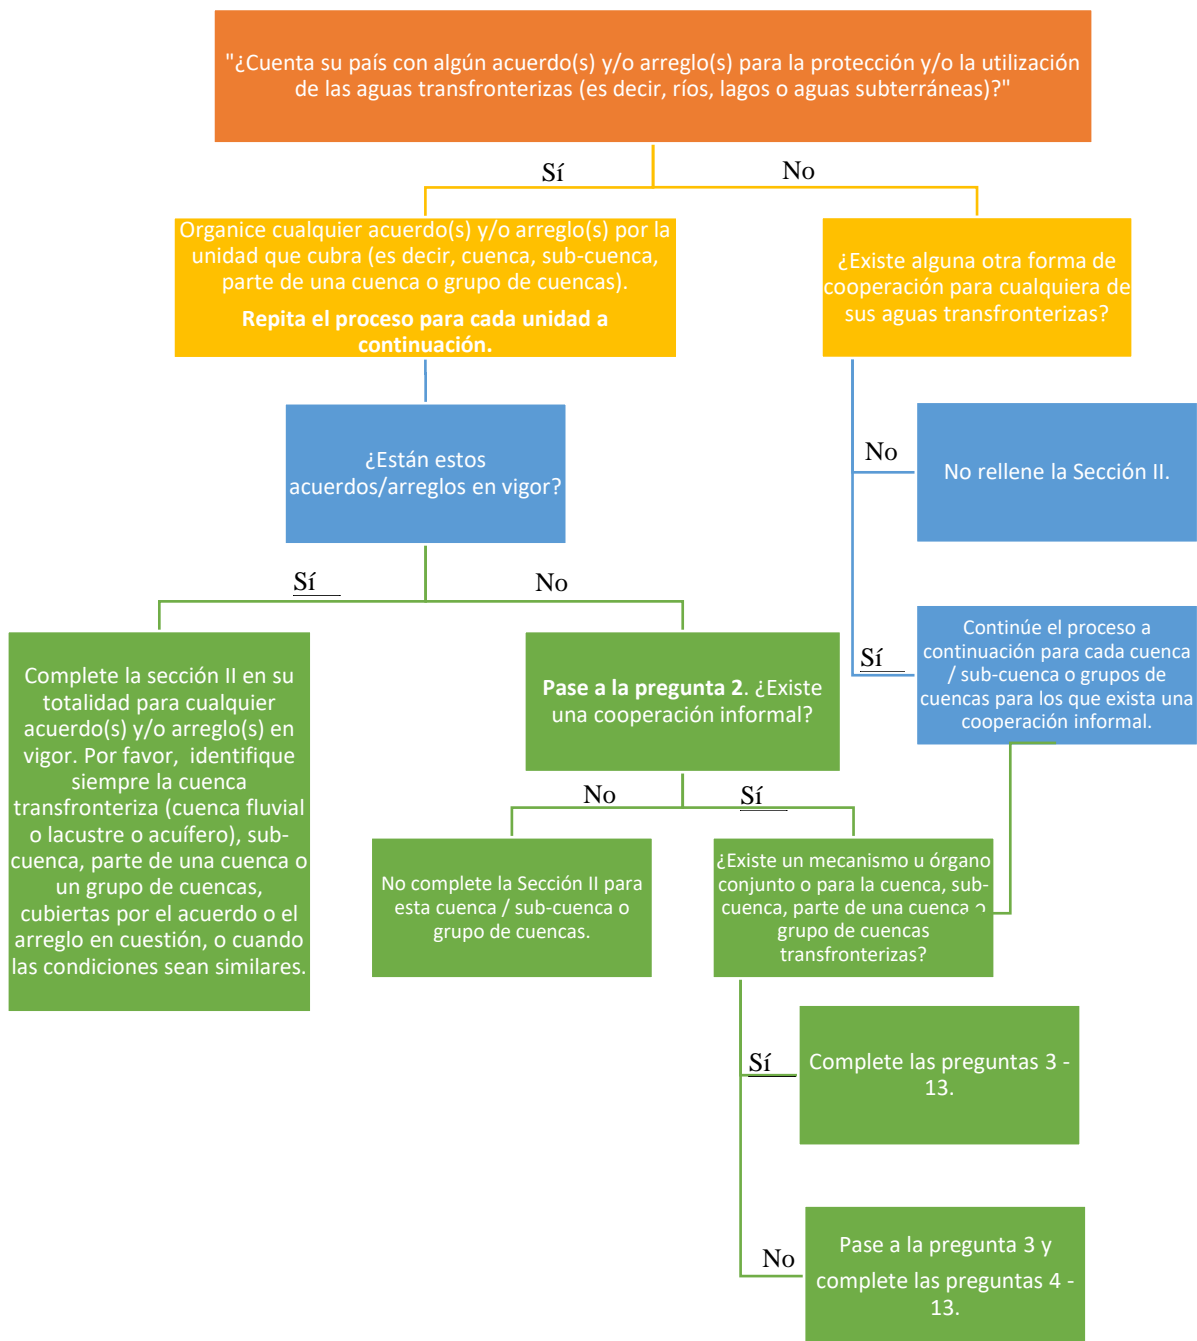 "¿Cuenta su país con algún acuerdo(s) y/o arreglo(s) para la protección y/o la utilización
de las aguas transfronterizas (es decir, ríos, lagos o aguas subterráneas)?"
Sí
No
Organice cualquier acuerdo(s) y/o arreglo(s) por la
unidad que cubra (es decir, cuenca, sub-cuenca,
parte de una cuenca o grupo de cuencas).
Repita el proceso para cada unidad a
continuación.
¿Existe alguna otra forma de
cooperación para cualquiera de
sus aguas transfronterizas?
¿Están estos
acuerdos/arreglos en vigor?
No
No rellene la Sección II.
Sí
No
Sí
Continúe el proceso a
continuación para cada cuenca
/ sub-cuenca o grupos de
cuencas para los que exista una
cooperación informal.
Complete la sección II en su
totalidad para cualquier
acuerdo(s) y/o arreglo(s) en
vigor. Por favor, identifique
siempre la cuenca
transfronteriza (cuenca fluvial
o lacustre o acuífero), sub-
cuenca, parte de una cuenca o
un grupo de cuencas,
cubiertas por el acuerdo o el
arreglo en cuestión, o cuando
las condiciones sean similares.
Pase a la pregunta 2. ¿Existe
una cooperación informal?
No
Sí
No complete la Sección II para
esta cuenca / sub-cuenca o
grupo de cuencas.
¿Existe un mecanismo u órgano
conjunto o para la cuenca, sub-
cuenca, parte de una cuenca o
grupo de cuencas
transfronterizas?
Sí
Complete las preguntas 3 -
13.
No
Pase a la pregunta 3 y
complete las preguntas 4 -
13.